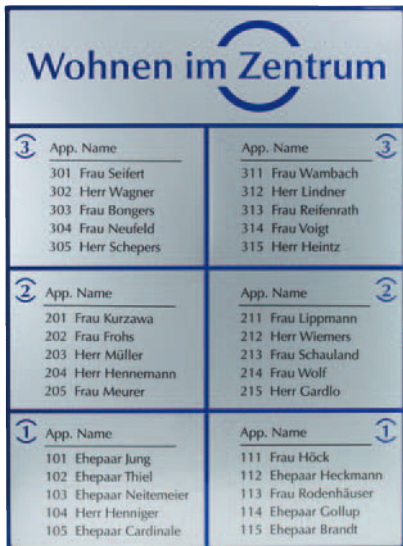 Wohnen im Zentrum
3 App. Name
301 Frau Seifert
302 Herr Wagner
303 Frau Bongers
304 Frau Neufeld
305 Herr Schepers
App. Name 3
311 Frau Wambach
312 Herr Lindner
313 Frau Reifenrath
314 Frau Voigt
315 Herr Heintz
2 App. Name
201 Frau Kurzawa
202 Frau Frohs
203 Herr Müller
204 Herr Hennemann
205 Frau Meurer
App. Name 2
211 Frau Lippmann
212 Herr Wiemers
213 Frau Schauland
214 Frau Wolf
215 Herr Gardlo
1 App. Name
101 Ehepaar Jung
102 Ehepaar Thiel
103 Ehepaar Neitemeier
104 Herr Henniger
105 Ehepaar Cardinale
App. Name 1
111 Frau Höck
112 Ehepaar Heckmann
113 Frau Rodenhäuser
114 Ehepaar Gollup
115 Ehepaar Brandt